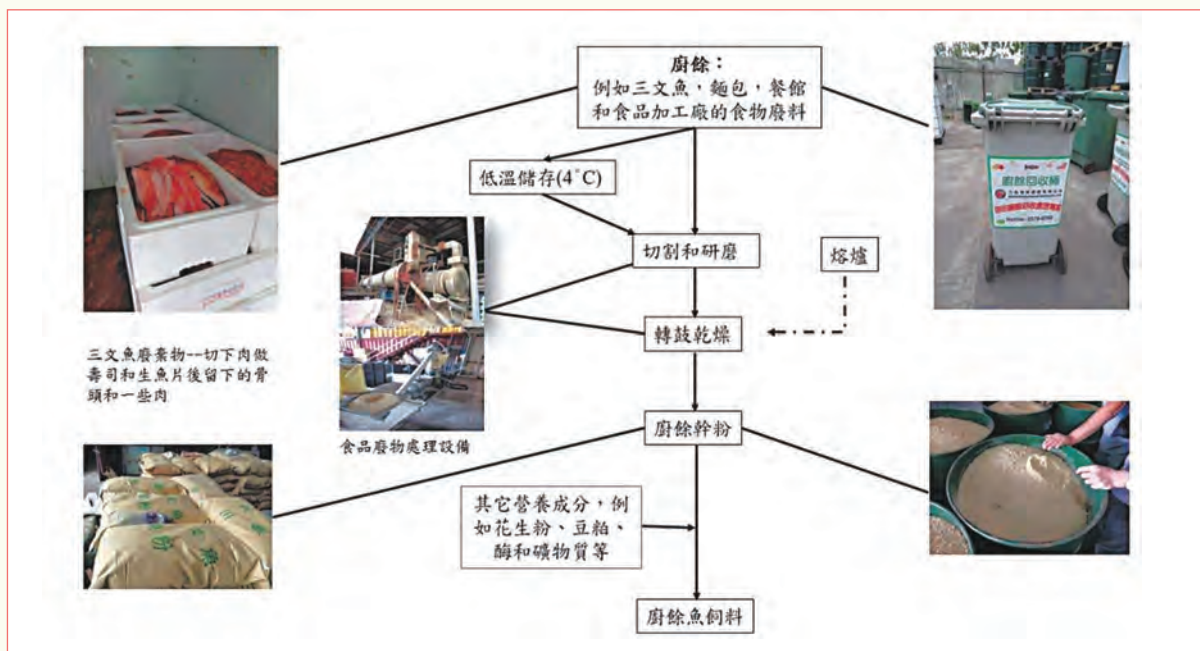 廚餘：
例如三文魚，麵包，餐館
和食品加工廠的食物廢料
低溫儲存(4°C)
切割和研磨
熔爐
轉鼓乾燥
三文魚廢棄物--切下肉做
壽司和生魚片後留下的骨
頭和一些肉
廚餘幹粉
食品廢物處理設備
其它營養成分，例
如花生粉、豆粕、
酶和礦物質等
廚餘魚飼料
廚餘回收桶